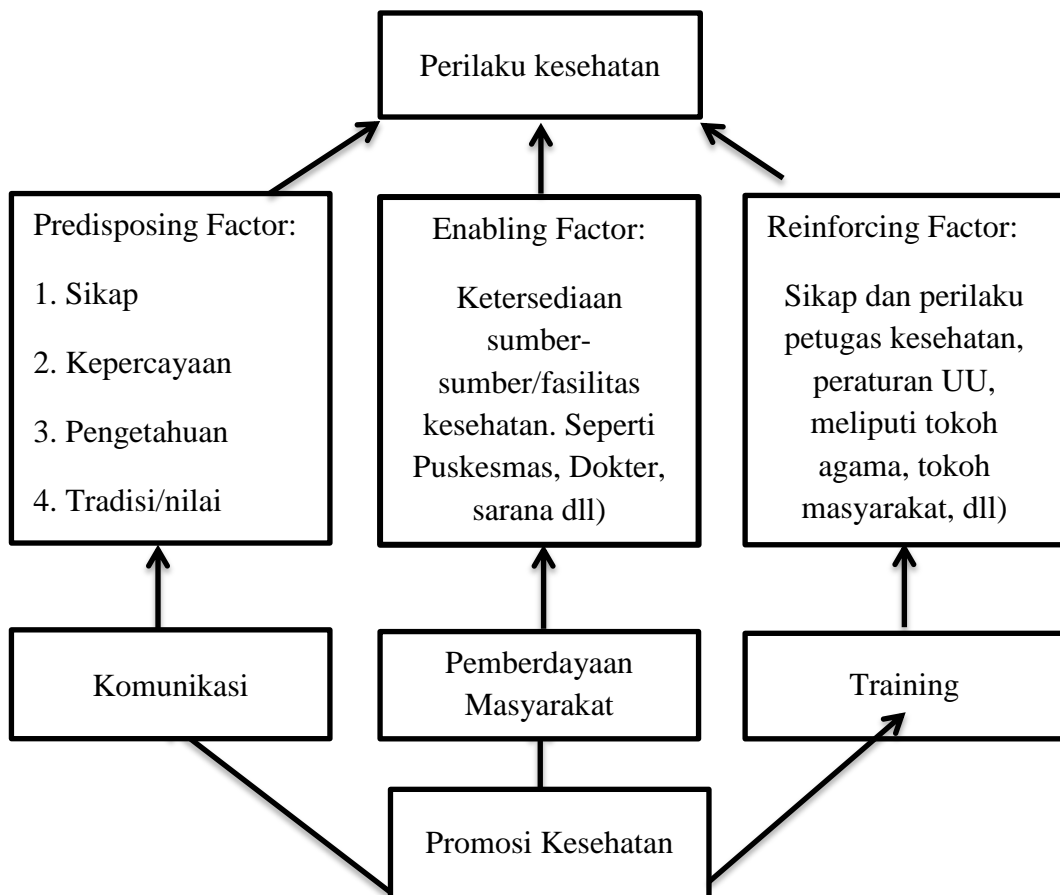 Perilaku kesehatan
Predisposing Factor:
1. Sikap
2. Kepercayaan
3. Pengetahuan
4. Tradisi/nilai
Enabling Factor:
Ketersediaan
sumber-
sumber/fasilitas
kesehatan. Seperti
Puskesmas, Dokter,
sarana dll)
Reinforcing Factor:
Sikap dan perilaku
petugas kesehatan,
peraturan UU,
meliputi tokoh
agama, tokoh
masyarakat, dll)
Komunikasi
Pemberdayaan
Masyarakat
Training
Promosi Kesehatan